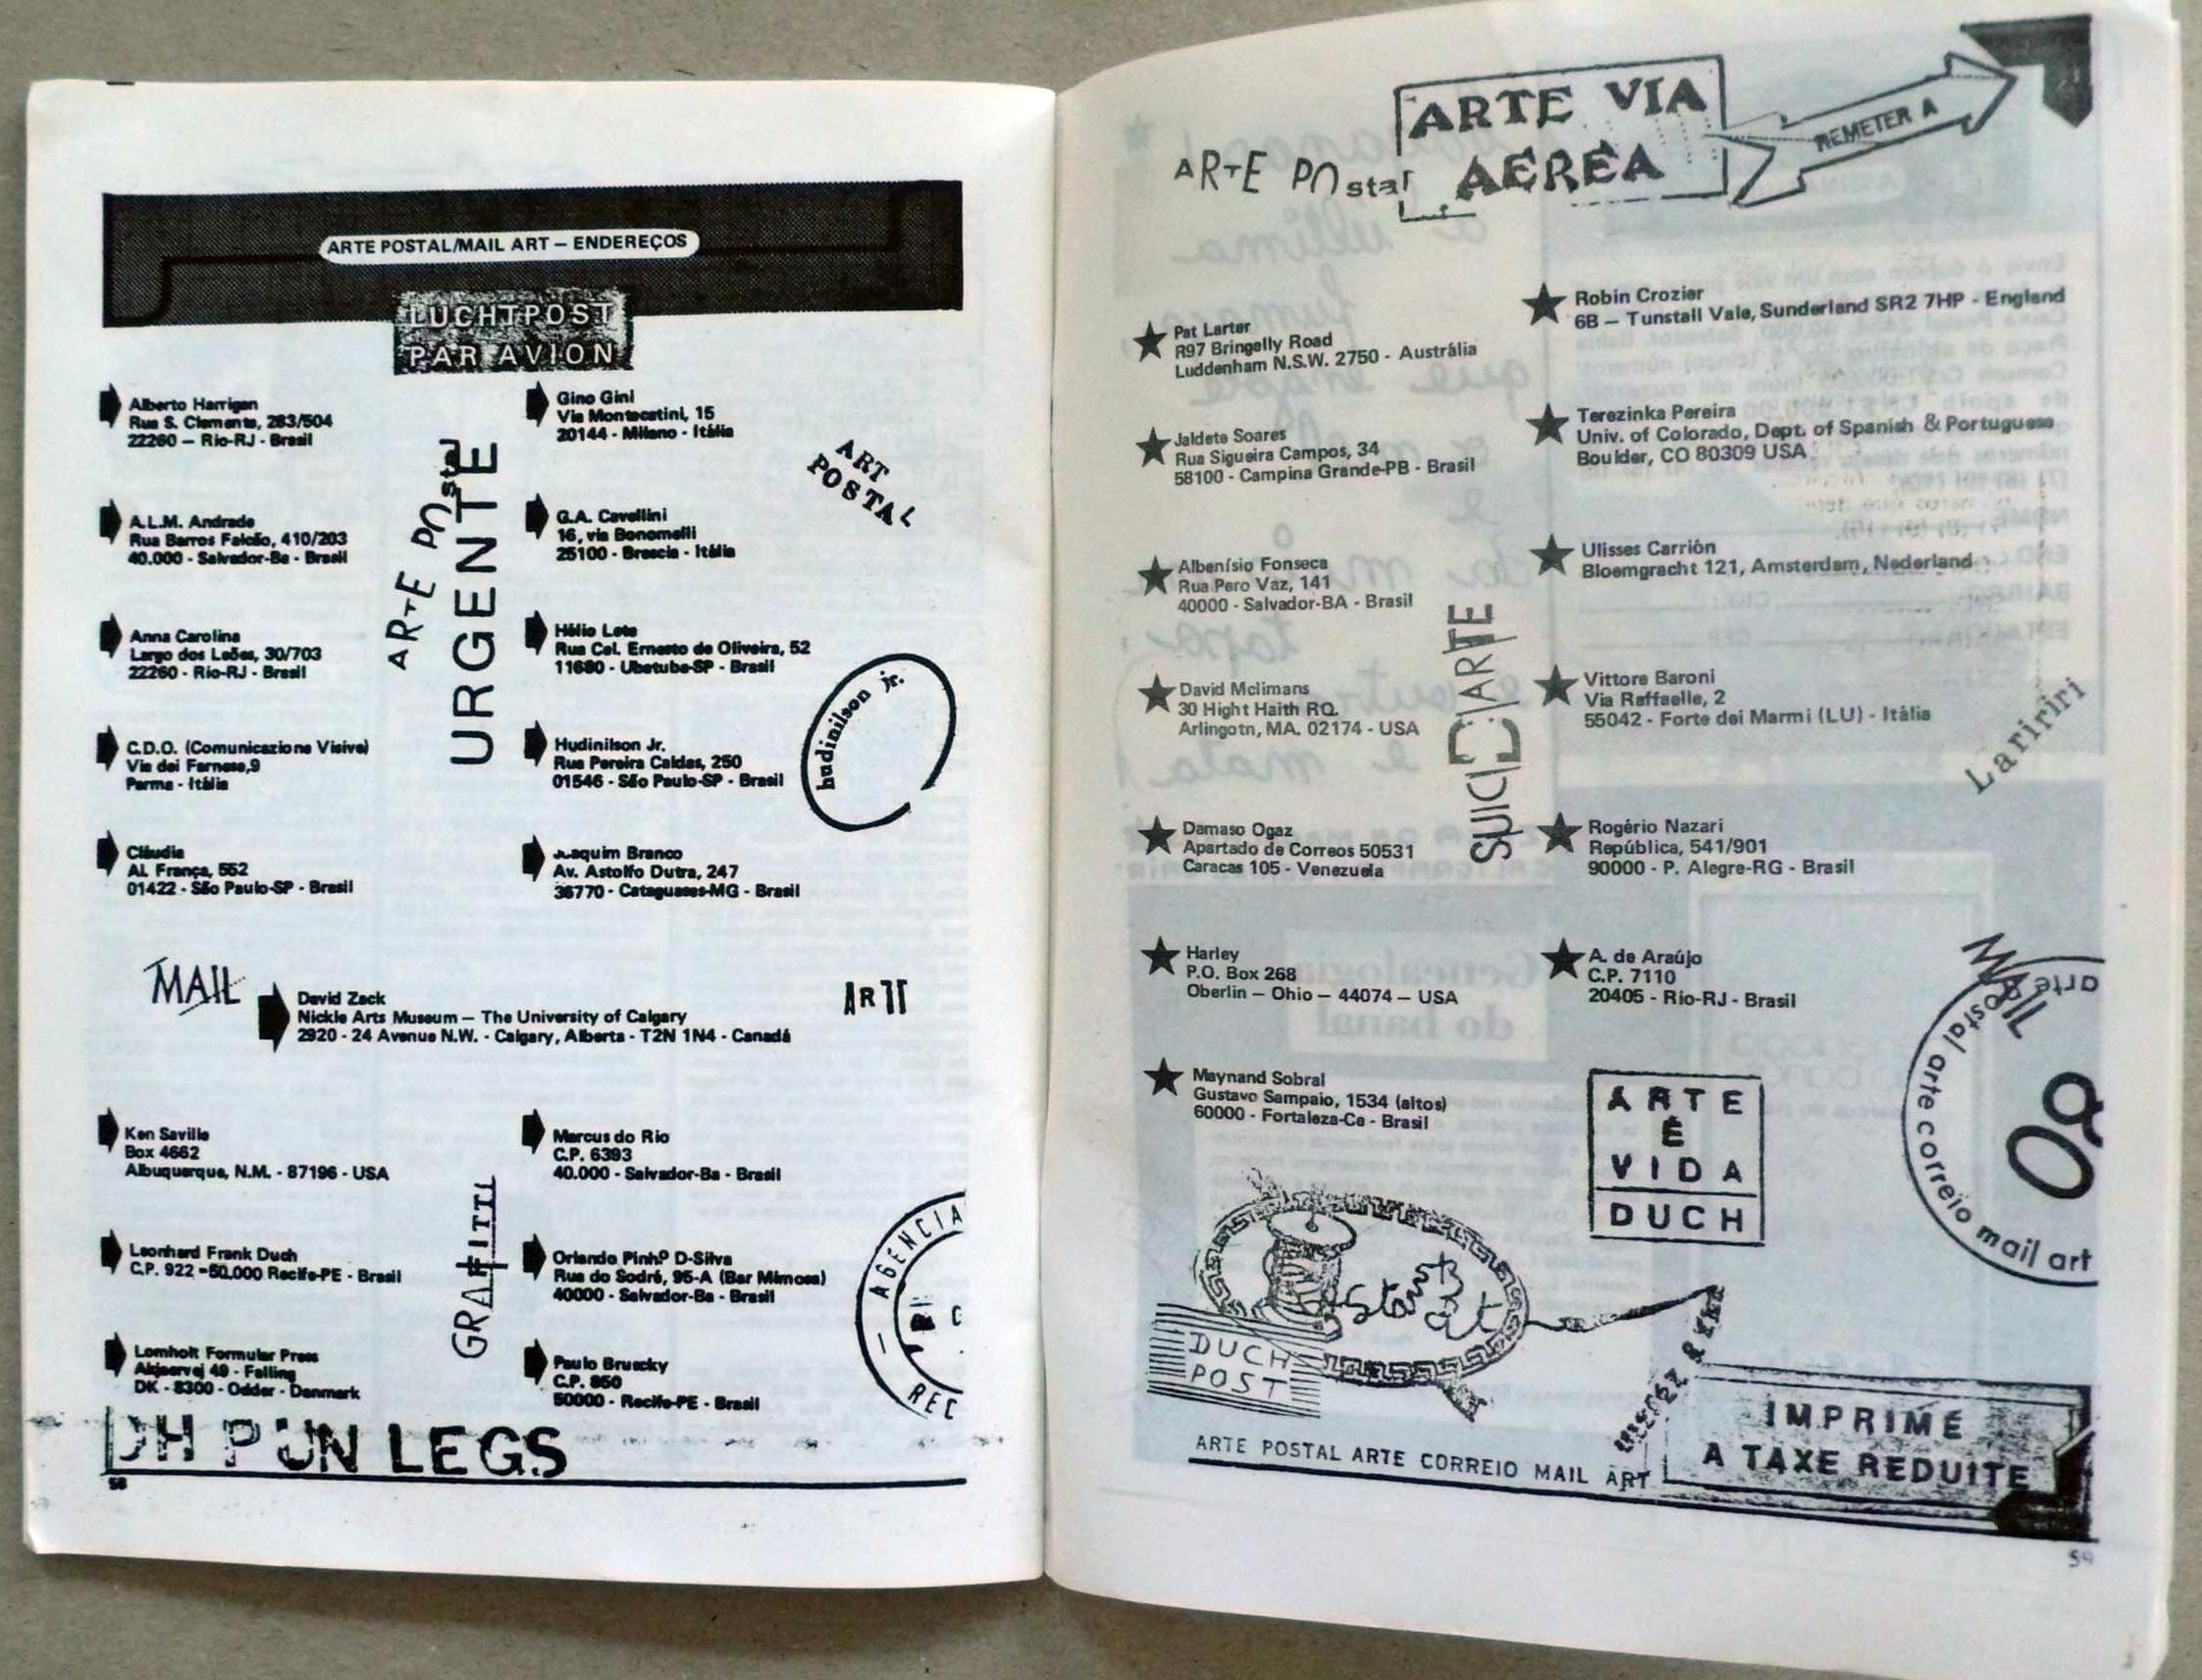 ARTE POSTAL/MAIL ART – ENDEREÇOS
LUCHTPOST
PAR AVION
Alberto Harrigan
Rua S. Clemente, 283/504
22260 – Rio-RJ - Brasil
A.L.M. Andrade
Rua Barros Falcão, 410/203
40.000 - Salvador-Ba - Brasil
Anna Carolina
Largo dos Leões, 30/703
22260 - Rio-RJ - Brasil
C.D.O. (Comunicazione Visiva)
Via dei Farnese,9
Parma - Itália
Cláudia
Al. França, 552
01422 - São Paulo-SP - Brasil
ARTE POstal
URGENTE
Gino Gini
Via Montecatini, 15
20144 - Milano - Itália
G.A. Cavellini
16, via Bonomelli
25100 - Brescia - Itália
Hélio Lete
Rua Cel. Ernesto de Oliveira, 52
11680 - Ubatuba-SP - Brasil
Hudinilson Jr.
Rua Pereira Caldas, 250
01546 - São Paulo-SP - Brasil
Joaquim Branco
Av. Astolfo Dutra, 247
36770 - Cataguases-MG - Brasil
ART
POSTAL
hudinilson jr.
MAIL
David Zack
Nickle Arts Museum – The University of Calgary
2920 - 24 Avenue N.W. - Calgary, Alberta - T2N 1N4 - Canadá
ART
Ken Saville
Box 4662
Albuquerque, N.M. - 87196 - USA
Leonhard Frank Duch
C.P. 922 -50.000 Recife-PE - Brasil
Lomholt Formular Press
49 - Falling
DK - 8300 - Odder - Denmark
GRAFITTI
Marcus do Rio
C.P. 6393
40.000 - Salvador-Ba - Brasil
Orlando Pinhº D-Silva
Rua do Sodré, 95-A (Bar Mimosa)
40000 - Salvador-Ba - Brasil
Paulo Bruscky
C.P. 850
50000 - Recife-PE - Brasil
AGENCIA
REC
OH PUN LEGS
58
ARTE POstal
ARTE VIA
AEREA
REMETER A
Pat Larter
R97 Bringelly Road
Luddenham N.S.W. 2750 - Austrália
Jaldete Soares
Rua Sigueira Campos, 34
58100 - Campina Grande-PB - Brasil
Albenísio Fonseca
Rua Pero Vaz, 141
40000 - Salvador-BA - Brasil
David Mclimans
30 Hight Haith RQ.
Arlingotn, MA. 02174 - USA
Damaso Ogaz
Apartado de Correos 50531
Caracas 105 - Venezuela
Harley
P.O. Box 268
Oberlin – Ohio – 44074 – USA
Maynand Sobral
Gustavo Sampaio, 1534 (altos)
60000 - Fortaleza-Ce - Brasil
SUICIDIARTE
Robin Crozier
6B – Tunstall Vale, Sunderland SR2 7HP - England
Terezinka Pereira
Univ. of Colorado, Dept. of Spanish & Portuguese
Boulder, CO 80309 USA
Ulisses Carrión
Bloemgracht 121, Amsterdam, Nederland
Vittore Baroni
Via Raffaelle, 2
55042 - Forte dei Marmi (LU) - Itália
Laririri
Rogério Nazari
República, 541/901
90000 - P. Alegre-RG - Brasil
A. de Araújo
C.P. 7110
20405 - Rio-RJ - Brasil
MAIL
arte postal arte correio mail art
80
ARTE
É
VIDA
DUCH
DUCH
POST
IMPRIMÉ
A TAXE REDUITE
ARTE POSTAL ARTE CORREIO MAIL ART
59